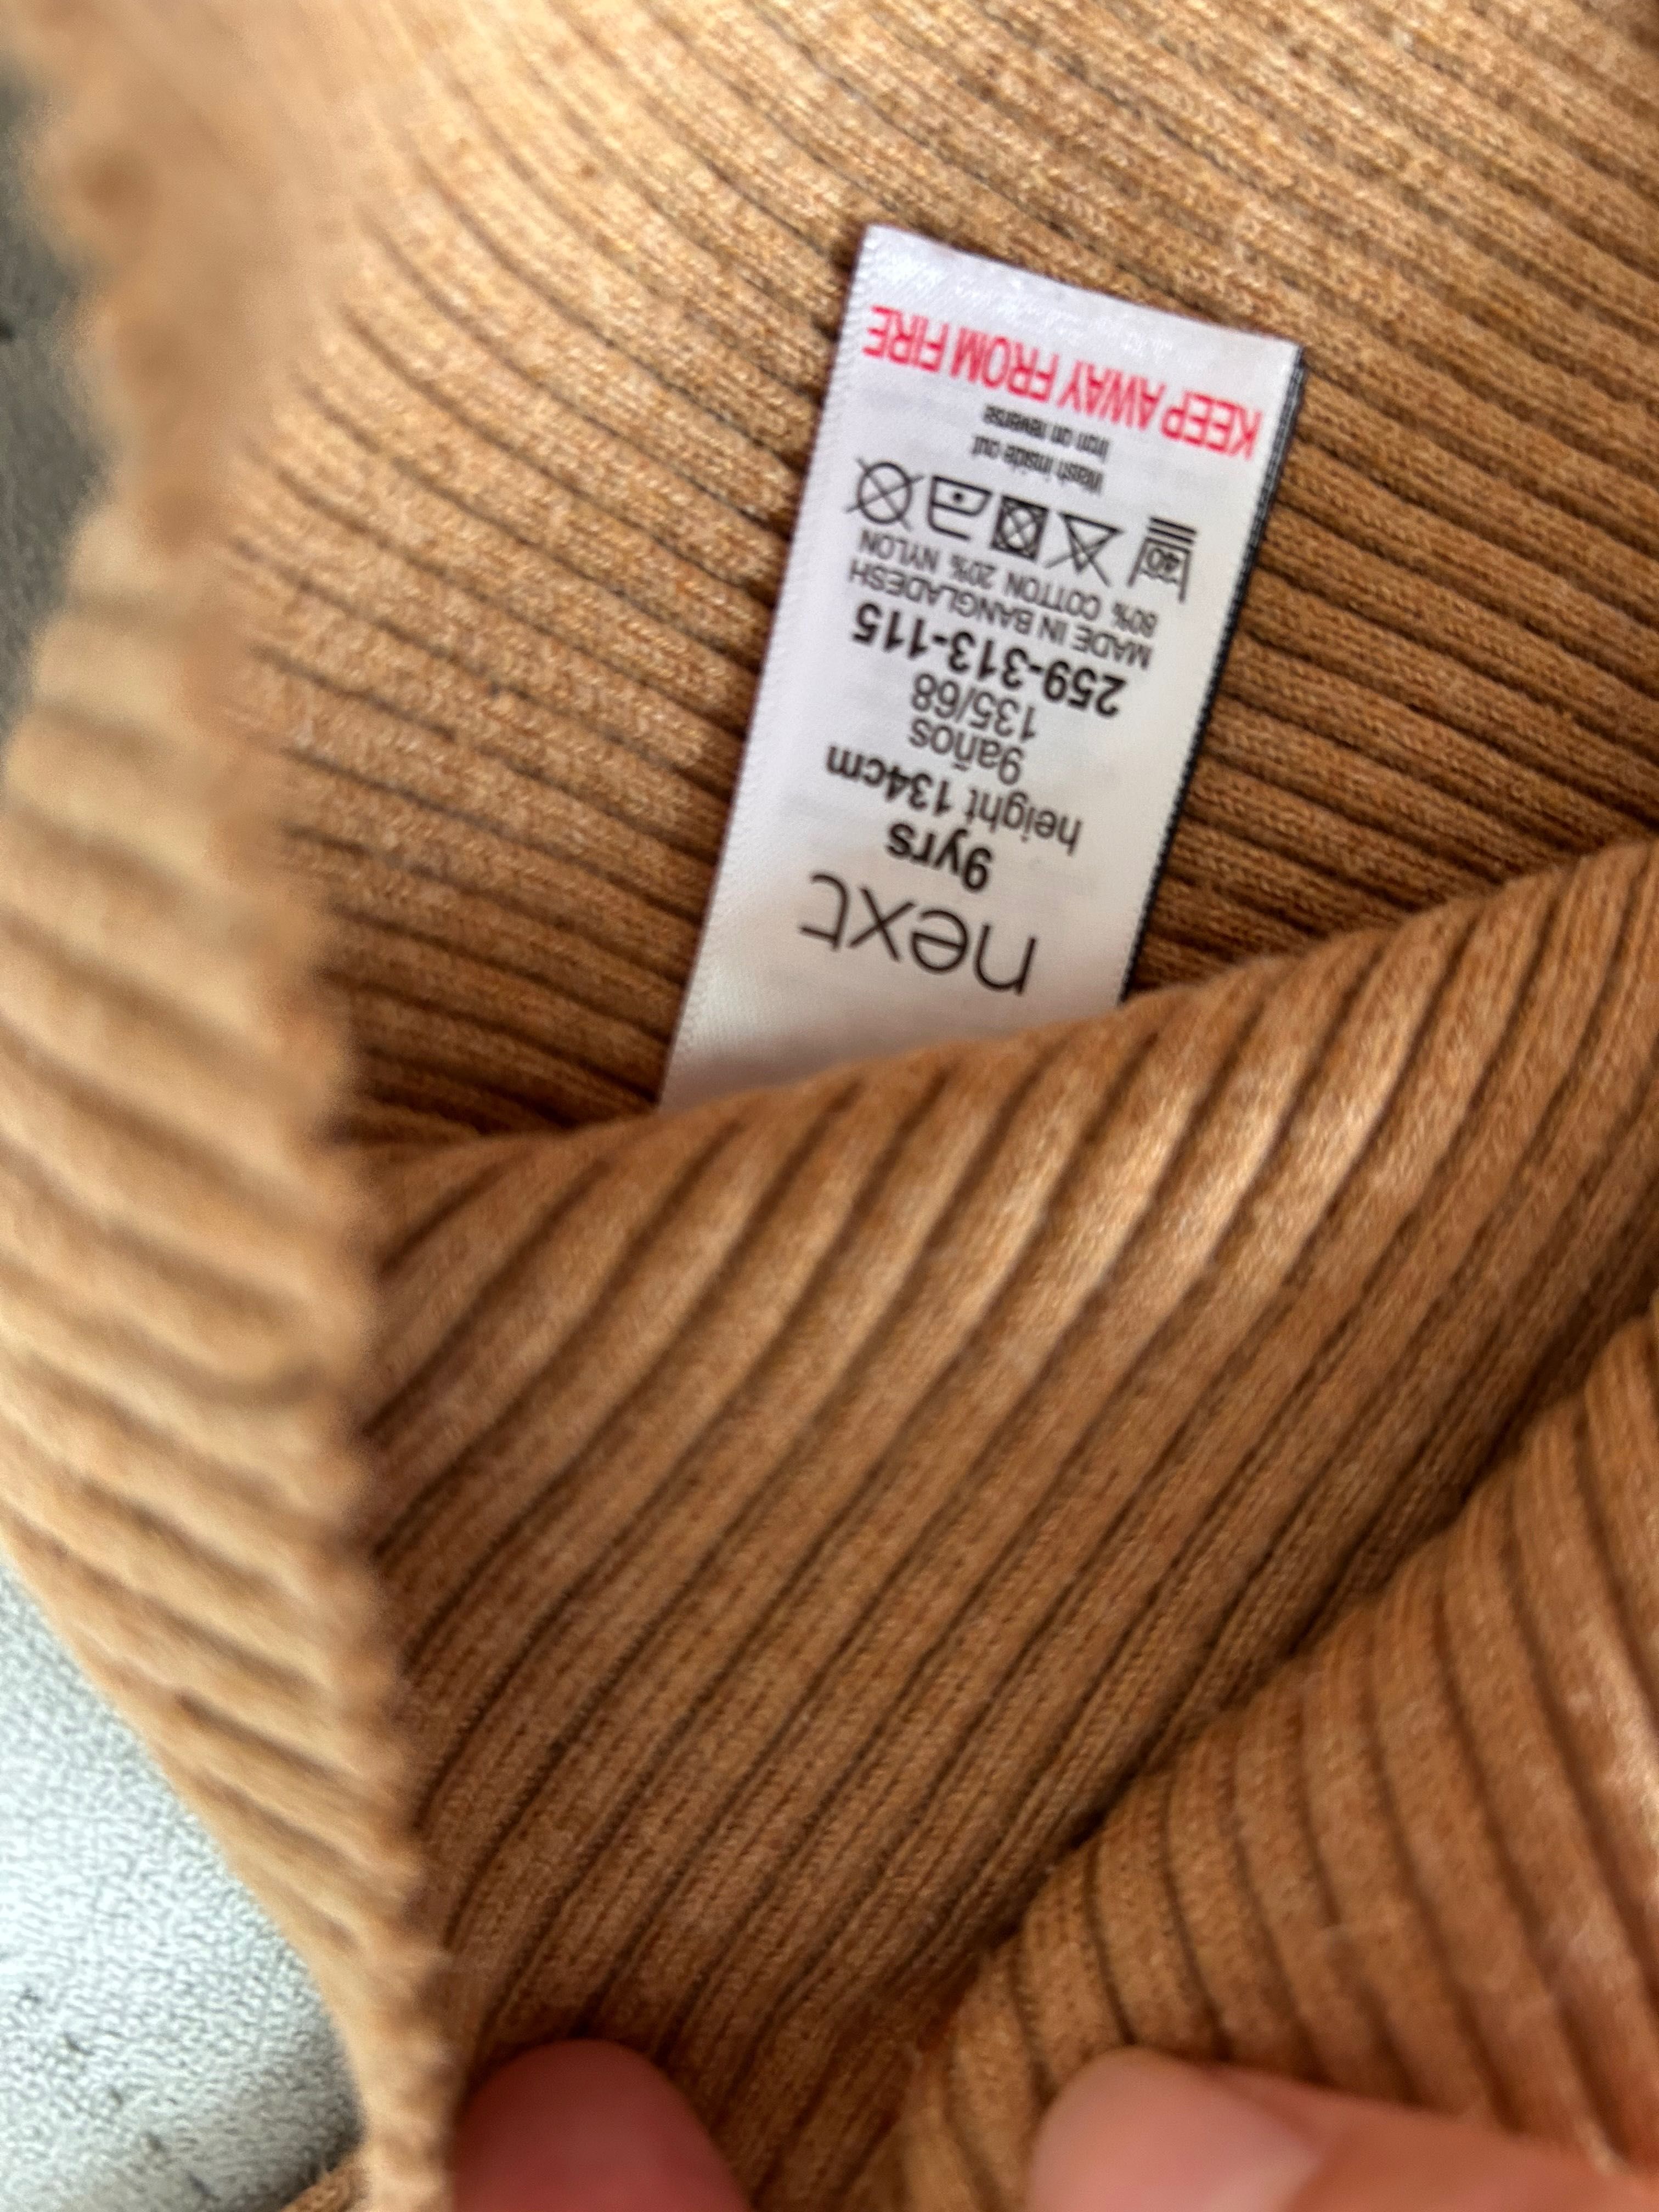 next
9yrs
height 134cm
9años
135/68
259-313-115
MADE IN BANGLADESH
80% COTTON 20% NYLON
40
Wash inside out
Iron on reverse
KEEP AWAY FROM FIRE